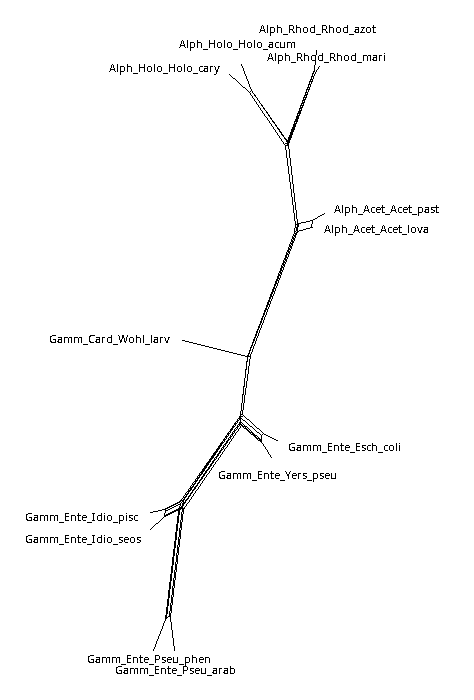 Alph_Rhod_Rhod_azot
Alph_Holo_Holo_acum
Alph_Rhod_Rhod_mari
Alph_Holo_Holo_cary
Alph_Acet_Acet_past
Alph_Acet_Acet_lova
Gamm_Card_Wohl_larv
Gamm_Ente_Esch_coli
Gamm_Ente_Yers_pseu
Gamm_Ente_Idio_pisc
Gamm_Ente_Idio_seos
Gamm_Ente_Pseu_phen
Gamm_Ente_Pseu_arab